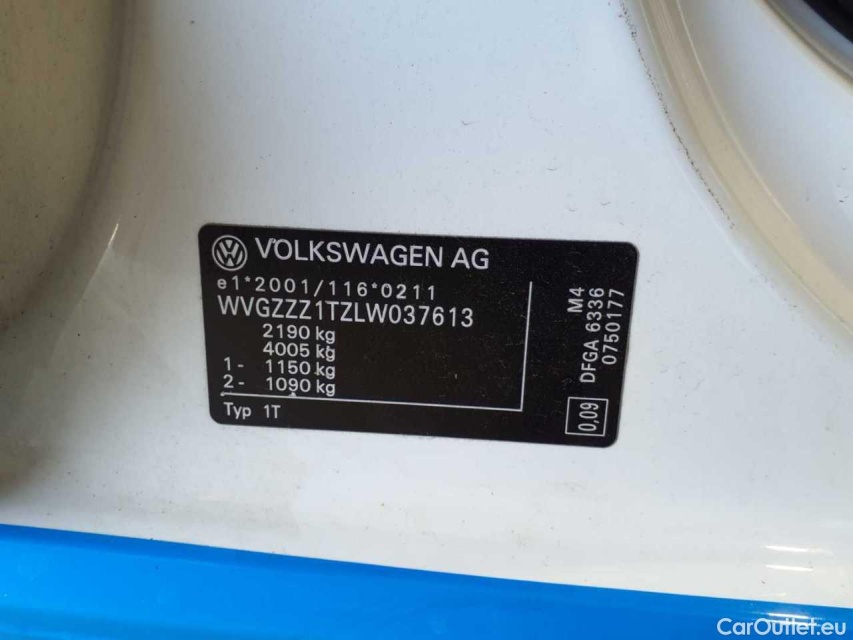 VOLKSWAGEN AG
e1*2001/116*0211
WVGZZZ1TZLW037613
2190 kg
4005 kg
1- 1150 kg
2- 1090 kg
Typ 1T
M4
DFGA 6336
0750177
0,09
CarOutlet.eu